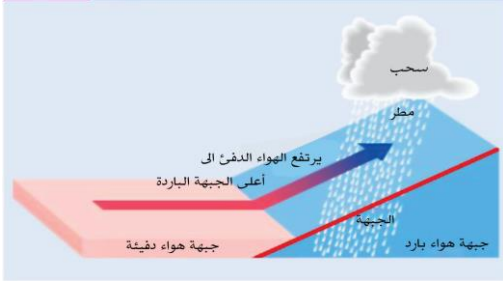 سحب
مطر
يرتفع الهواء الدفئ الى
أعلى الجبهة الباردة
الجبهة
جبهة هواء دفيئة
جبهة هواء بارد